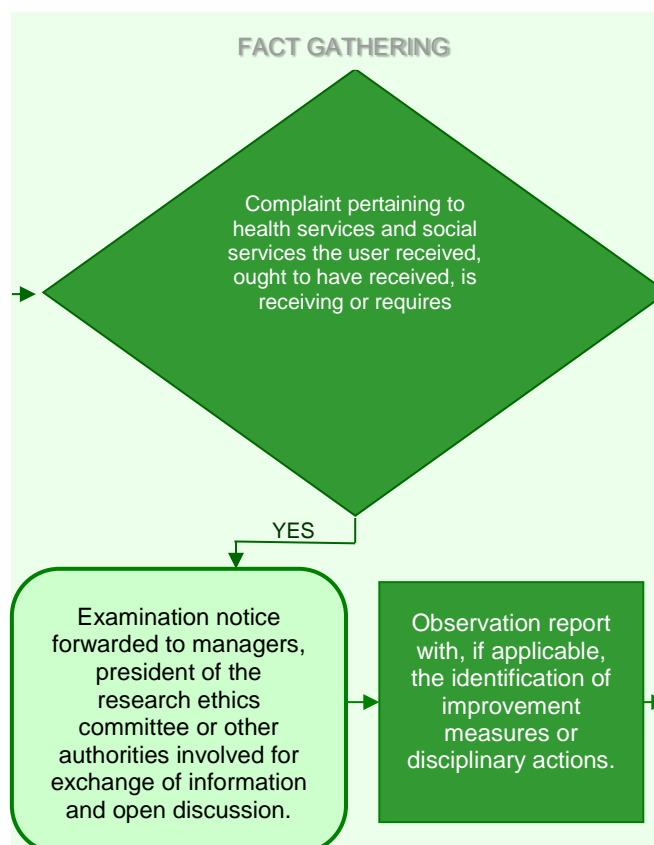 FACT GATHERING
Complaint pertaining to
health services and social
services the user received,
ought to have received, is
receiving or requires
YES
Examination notice
forwarded to managers,
president of the
research ethics
committee or other
authorities involved for
exchange of information
and open discussion.
Observation report
with, if applicable,
the identification of
improvement
measures or
disciplinary actions.